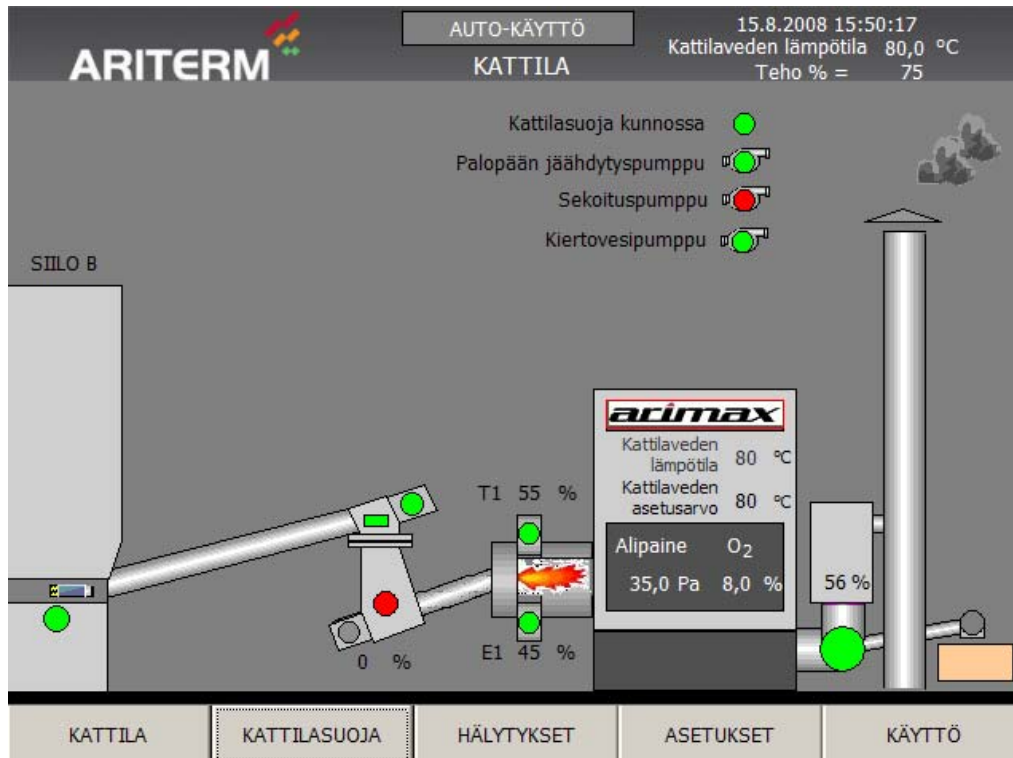 ARITERM
AUTO-KÄYTTÖ
KATTILA
15.8.2008 15:50:17
Kattilaveden lämpötila 80,0 °C
Teho % = 75
Kattilasuoja kunnossa
Palopään jäähdytyspumppu
Sekoituspumppu
Kiertovesipumppu
SIILO B
arimax
Kattilaveden
lämpötila 80 °C
Kattilaveden
asetusarvo 80 °C
T1 55 %
Alipaine O2
35,0 Pa 8,0 %
56 %
E1 45 %
0 %
KATTILA
KATTILASUOJA
HÄLYTYKSET
ASETUKSET
KÄYTTÖ